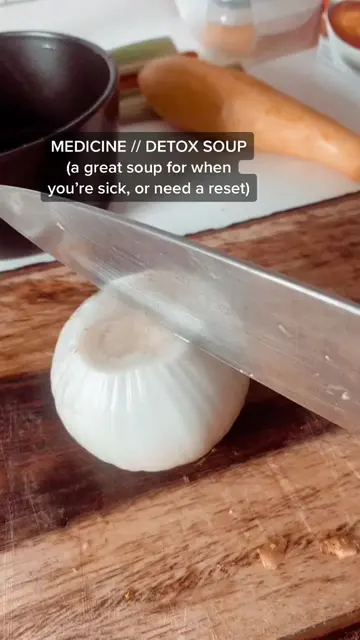 MEDICINE // DETOX SOUP
(a great soup for when
you're sick, or need a reset)